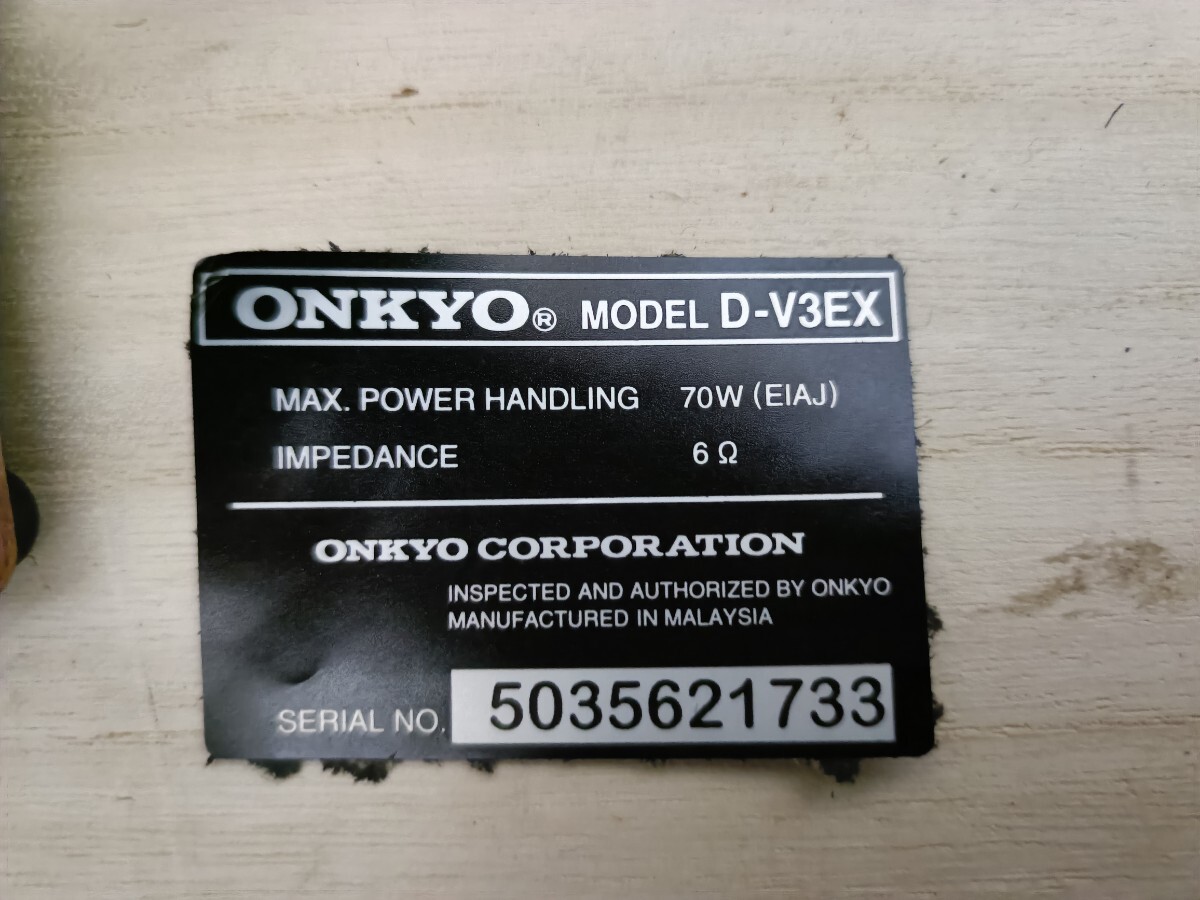 ONKYO® MODEL D-V3EX
MAX. POWER HANDLING 70W (EIAJ)
IMPEDANCE 6 Ω
ONKYO CORPORATION
INSPECTED AND AUTHORIZED BY ONKYO
MANUFACTURED IN MALAYSIA
SERIAL NO. 5035621733